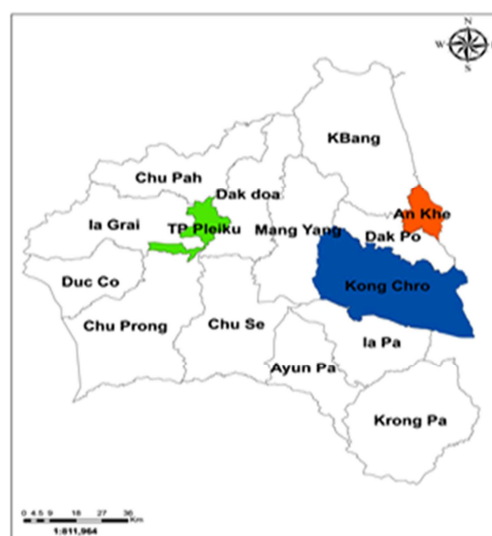 N
W
S
KBang
Chu Pah
Dak doa
An Khe
Ia Grai
TP Pleiku
Mang Yang
Dak Po
Duc Co
Kong Chro
Chu Prong
Chu Se
Ia Pa
Ayun Pa
Krong Pa
0 4.5 9 18 27 36
Km
1:811,964